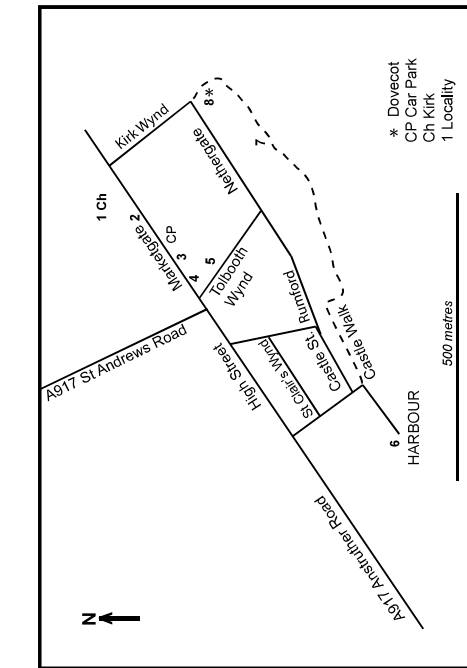 Kirk Wynd
8*
Nethergate
7
1 Ch
2
CP
Marketgate
3
4
5
Tolbooth
Wynd
A917 St Andrews Road
High Street
Rumford
St Clair's Wynd
Castle St.
Castle Walk
6
HARBOUR
A917 Anstruther Road
N
* Dovecot
CP Car Park
Ch Kirk
1 Locality
500 metres